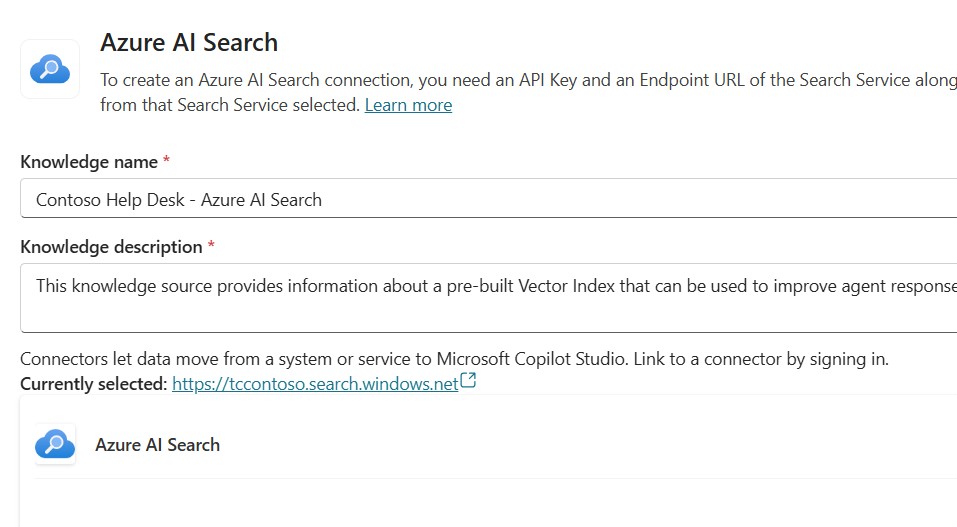 Azure AI Search
To create an Azure AI Search connection, you need an API Key and an Endpoint URL of the Search Service along
from that Search Service selected. Learn more
Knowledge name *
Contoso Help Desk - Azure AI Search
Knowledge description *
This knowledge source provides information about a pre-built Vector Index that can be used to improve agent response
Connectors let data move from a system or service to Microsoft Copilot Studio. Link to a connector by signing in.
Currently selected: https://tccontoso.search.windows.net
Azure AI Search